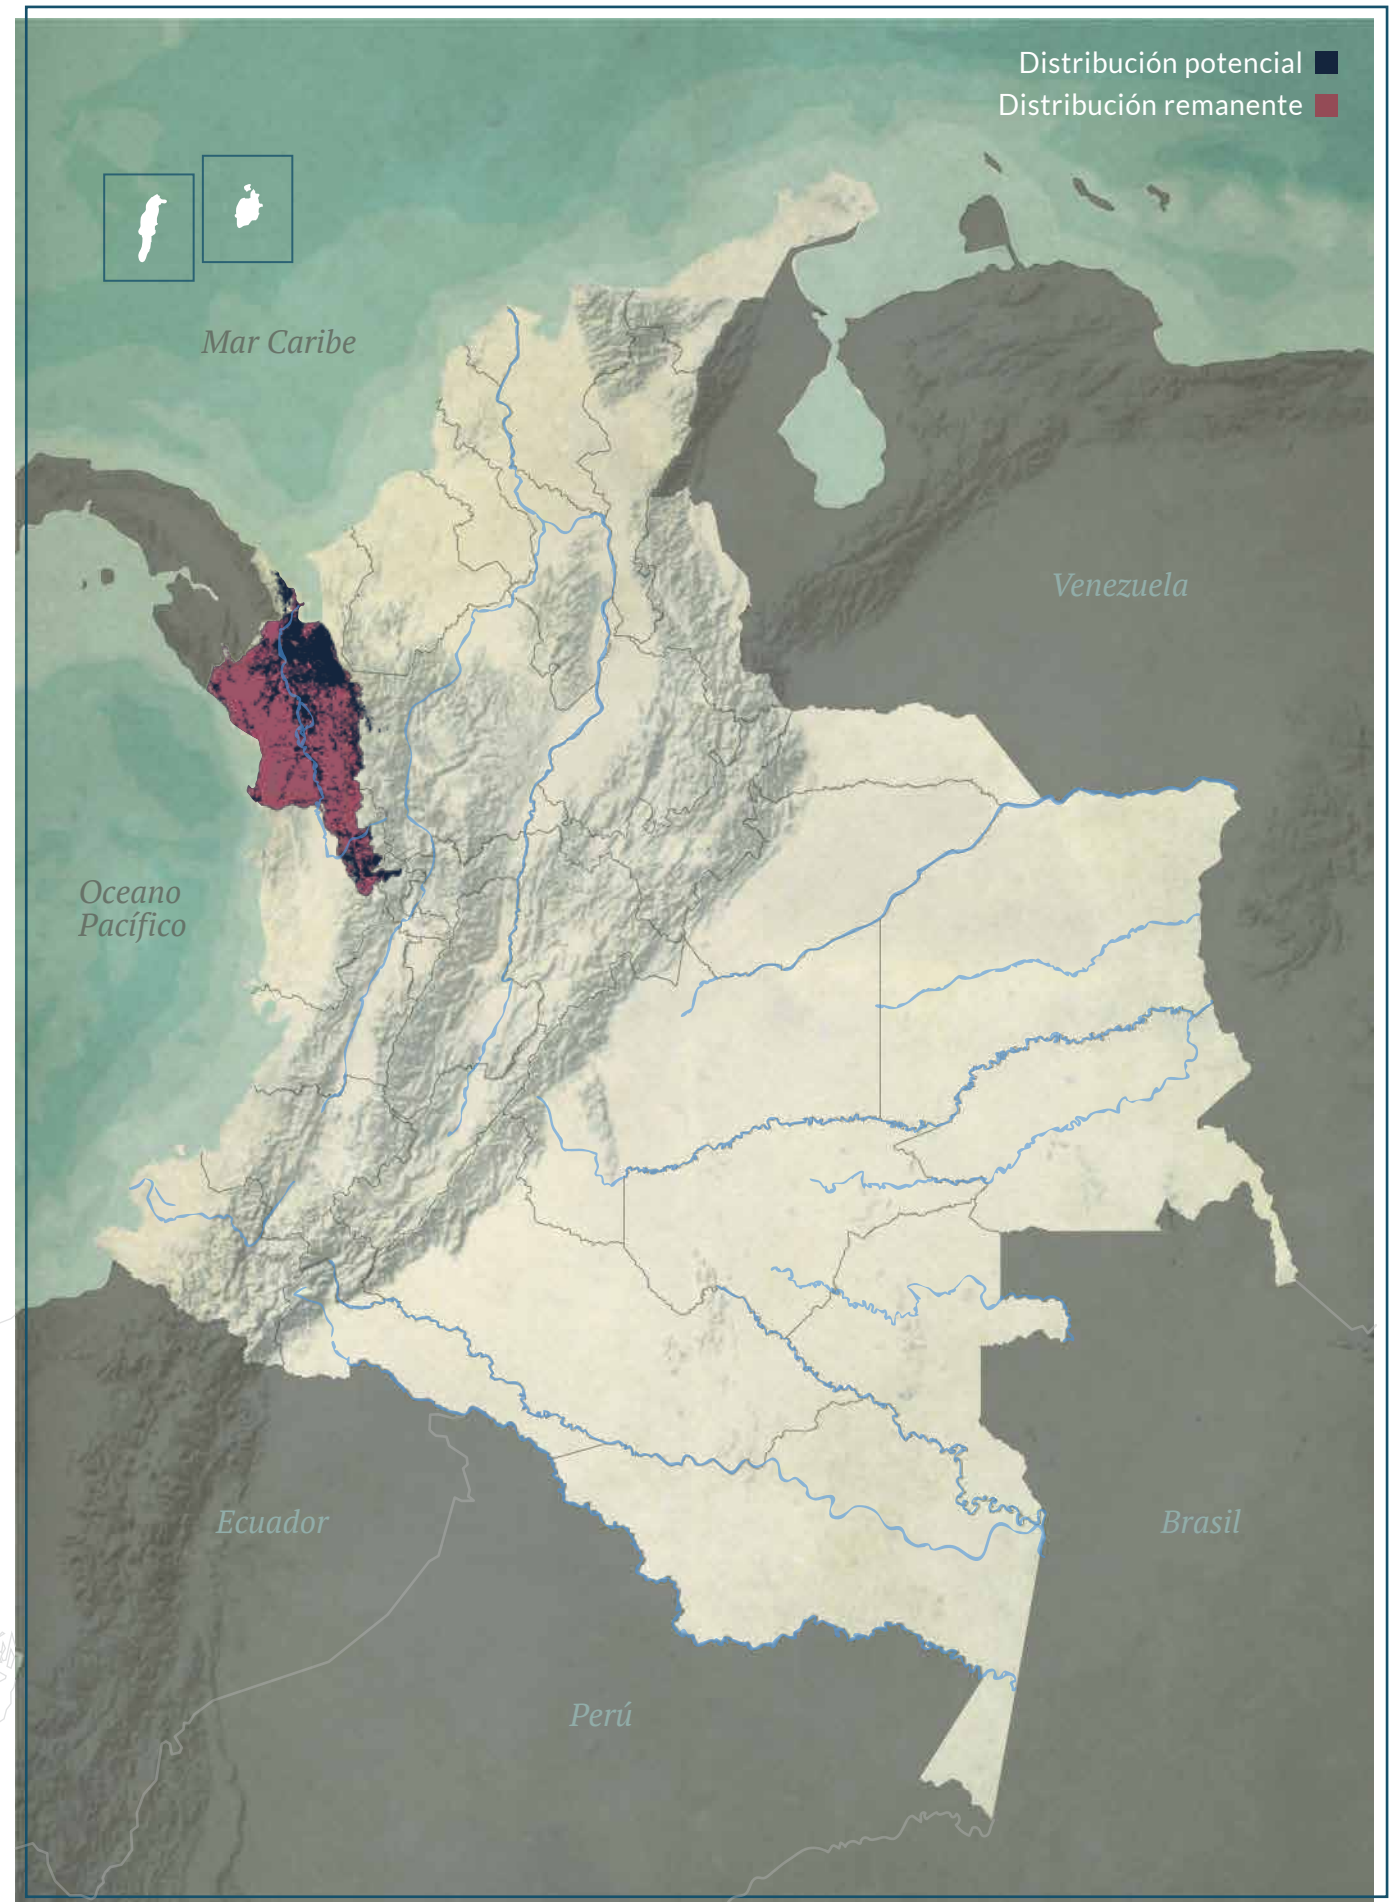 Distribución potencial
Distribución remanente
Mar Caribe
Venezuela
Oceano
Pacífico
Ecuador
Brasil
Perú